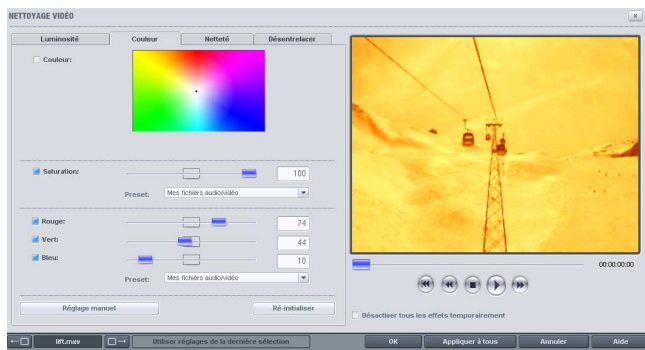 NETTOYAGE VIDÉO
x
Luminosité Couleur Netteté Désentrelacer
Couleur:
Saturation: 100
Preset: Mes fichiers audio/vidéo
Rouge: 74
Vert: 44
Bleu: 10
Preset: Mes fichiers audio/vidéo
Réglage manuel Ré-initialiser
00:00:00:00
Désactiver tous les effets temporairement
lift.mxv Utiliser réglages de la dernière sélection OK Appliquer à tous Annuler Aide